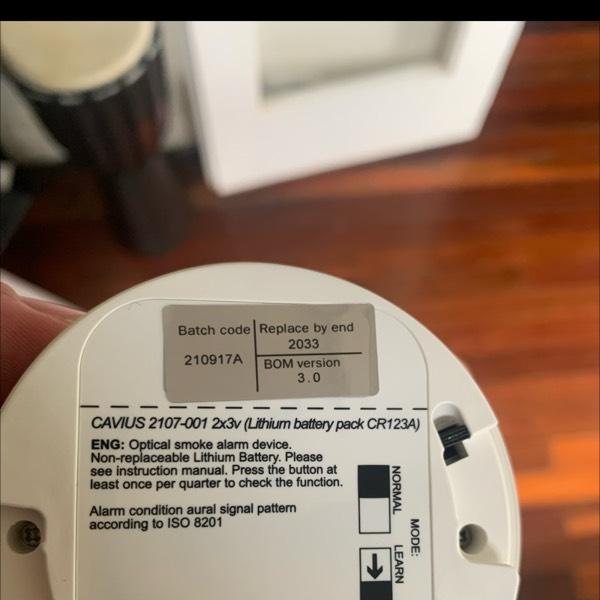 Batch code
210917A
Replace by end
2033
BOM version
3.0
CAVIUS 2107-001 2x3v (Lithium battery pack CR123A)
ENG: Optical smoke alarm device.
Non-replaceable Lithium Battery. Please
see instruction manual. Press the button at
least once per quarter to check the function.
Alarm condition aural signal pattern
according to ISO 8201
MODE:
NORMAL
LEARN